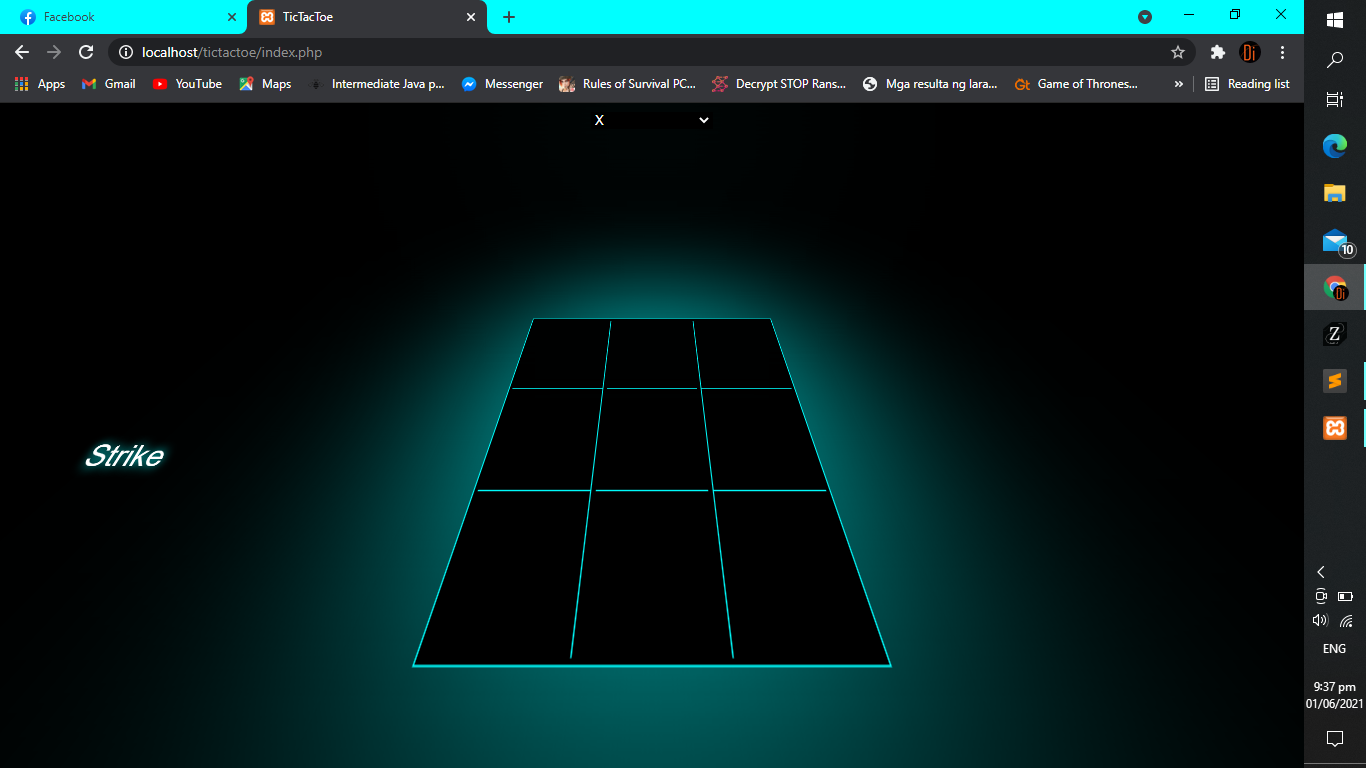 Facebook
TicTacToe
localhost/tictactoe/index.php
Apps
Gmail
YouTube
Maps
Intermediate Java p...
Messenger
Rules of Survival PC...
Decrypt STOP Rans...
Mga resulta ng lara...
Game of Thrones...
»
Reading list
X
Strike
10
ENG
9:37 pm
01/06/2021